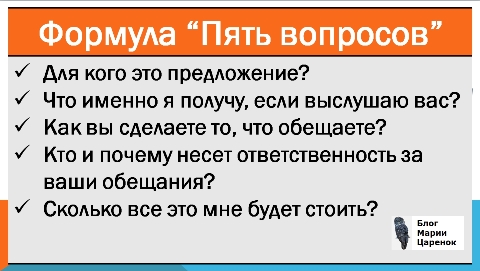 Формула “Пять вопросов”
✓ Для кого это предложение?
✓ Что именно я получу, если выслушаю вас?
✓ Как вы сделаете то, что обещаете?
✓ Кто и почему несет ответственность за
ваши обещания?
✓ Сколько все это мне будет стоить?
Блог
Марии
Царенок